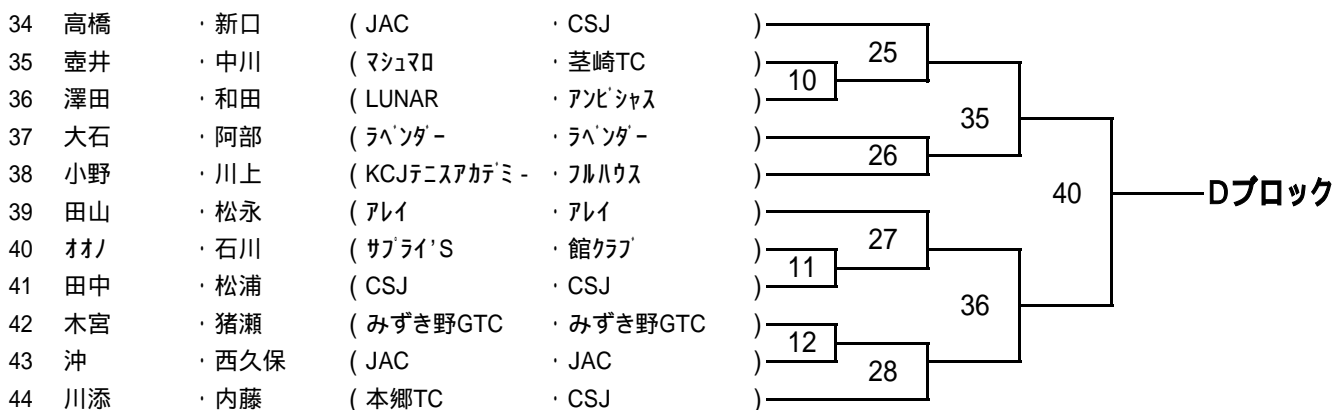 34 高橋 ・新口 ( JAC ・CSJ )
25
35 壺井 ・中川 ( ﾏｼｭﾏﾛ ・茎崎TC )
10
36 澤田 ・和田 ( LUNAR ・ｱﾝﾋﾞｼｬｽ )
35
37 大石 ・阿部 ( ﾗﾍﾞﾝﾀﾞｰ ・ﾗﾍﾞﾝﾀﾞｰ )
26
38 小野 ・川上 ( KCJﾃﾆｽｱｶﾃﾞﾐ- ・ﾌﾙﾊｳｽ )
40 Dブロック
39 田山 ・松永 ( ｱﾚｲ ・ｱﾚｲ )
27
40 ｵｵﾉ ・石川 ( ｻﾌﾟﾗｲ'S ・館ｸﾗﾌﾞ )
11
41 田中 ・松浦 ( CSJ ・CSJ )
36
42 木宮 ・猪瀬 ( みずき野GTC ・みずき野GTC )
12
43 沖 ・西久保 ( JAC ・JAC )
28
44 川添 ・内藤 ( 本郷TC ・CSJ )